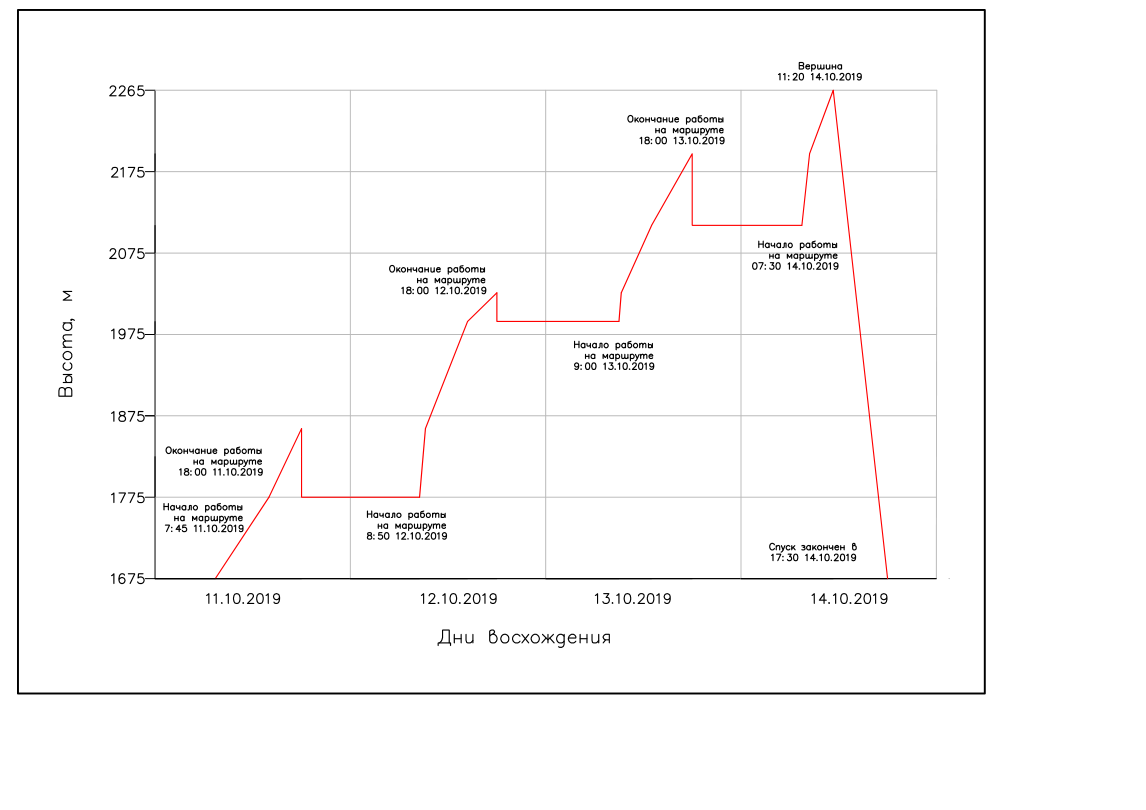 Вершина
11:20 14.10.2019
2265
Окончание работы
на маршруте
18:00 13.10.2019
2175
2075
Начало работы
на маршруте
07:30 14.10.2019
Окончание работы
на маршруте
18:00 12.10.2019
1975
Начало работы
на маршруте
9:00 13.10.2019
Высота, м
1875
Окончание работы
на маршруте
18:00 11.10.2019
1775
Начало работы
на маршруте
7:45 11.10.2019
Начало работы
на маршруте
8:50 12.10.2019
Спуск закончен в
17:30 14.10.2019
1675
11.10.2019 12.10.2019 13.10.2019 14.10.2019
Дни восхождения